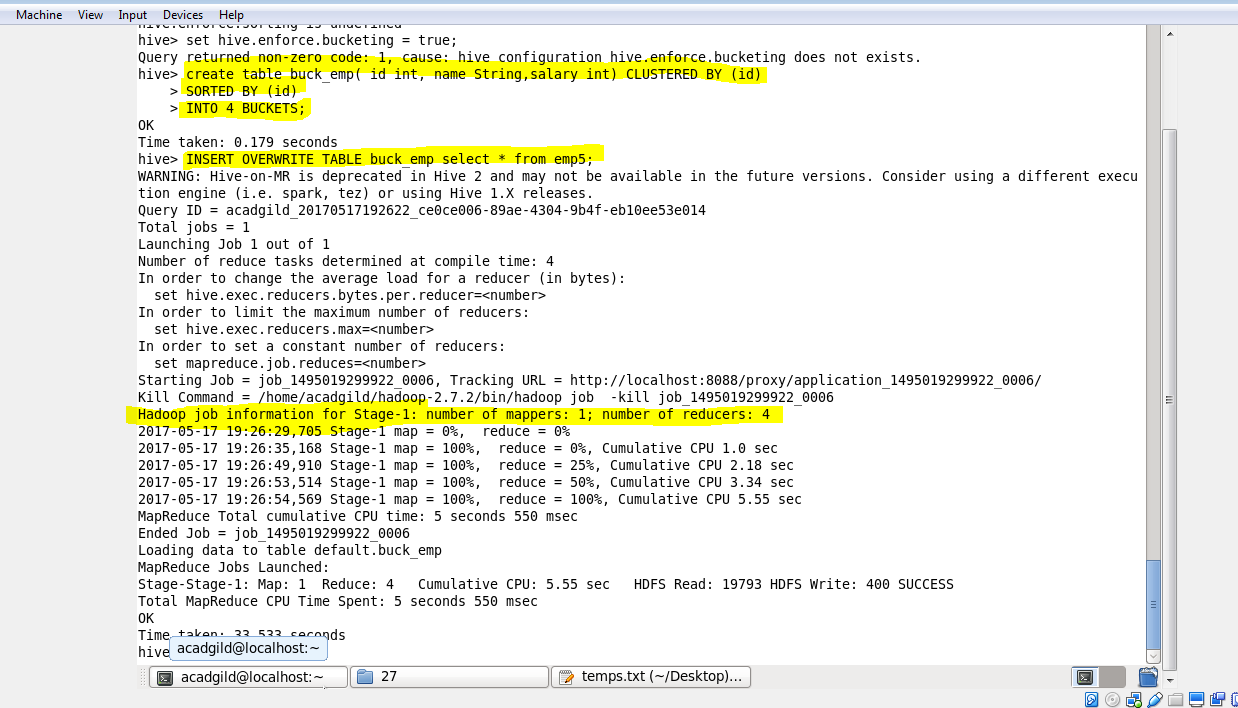 Machine View Input Devices Help
hive.enforce.sorting is undefined
hive> set hive.enforce.bucketing = true;
Query returned non-zero code: 1, cause: hive configuration hive.enforce.bucketing does not exists.
hive> create table buck_emp( id int, name String,salary int) CLUSTERED BY (id)
> SORTED BY (id)
> INTO 4 BUCKETS;
OK
Time taken: 0.179 seconds
hive> INSERT OVERWRITE TABLE buck_emp select * from emp5;
WARNING: Hive-on-MR is deprecated in Hive 2 and may not be available in the future versions. Consider using a different execu
tion engine (i.e. spark, tez) or using Hive 1.X releases.
Query ID = acadgild_20170517192622_ce0ce006-89ae-4304-9b4f-eb10ee53e014
Total jobs = 1
Launching Job 1 out of 1
Number of reduce tasks determined at compile time: 4
In order to change the average load for a reducer (in bytes):
set hive.exec.reducers.bytes.per.reducer=<number>
In order to limit the maximum number of reducers:
set hive.exec.reducers.max=<number>
In order to set a constant number of reducers:
set mapreduce.job.reduces=<number>
Starting Job = job_1495019299922_0006, Tracking URL = http://localhost:8088/proxy/application_1495019299922_0006/
Kill Command = /home/acadgild/hadoop-2.7.2/bin/hadoop job  -kill job_1495019299922_0006
Hadoop job information for Stage-1: number of mappers: 1; number of reducers: 4
2017-05-17 19:26:29,705 Stage-1 map = 0%,  reduce = 0%
2017-05-17 19:26:35,168 Stage-1 map = 100%,  reduce = 0%, Cumulative CPU 1.0 sec
2017-05-17 19:26:49,910 Stage-1 map = 100%,  reduce = 25%, Cumulative CPU 2.18 sec
2017-05-17 19:26:53,514 Stage-1 map = 100%,  reduce = 50%, Cumulative CPU 3.34 sec
2017-05-17 19:26:54,569 Stage-1 map = 100%,  reduce = 100%, Cumulative CPU 5.55 sec
MapReduce Total cumulative CPU time: 5 seconds 550 msec
Ended Job = job_1495019299922_0006
Loading data to table default.buck_emp
MapReduce Jobs Launched:
Stage-Stage-1: Map: 1  Reduce: 4   Cumulative CPU: 5.55 sec   HDFS Read: 19793 HDFS Write: 400 SUCCESS
Total MapReduce CPU Time Spent: 5 seconds 550 msec
OK
Time taken: 33.533 seconds
hive
acadgild@localhost:~
acadgild@localhost:~ 27 temps.txt (~/Desktop)...